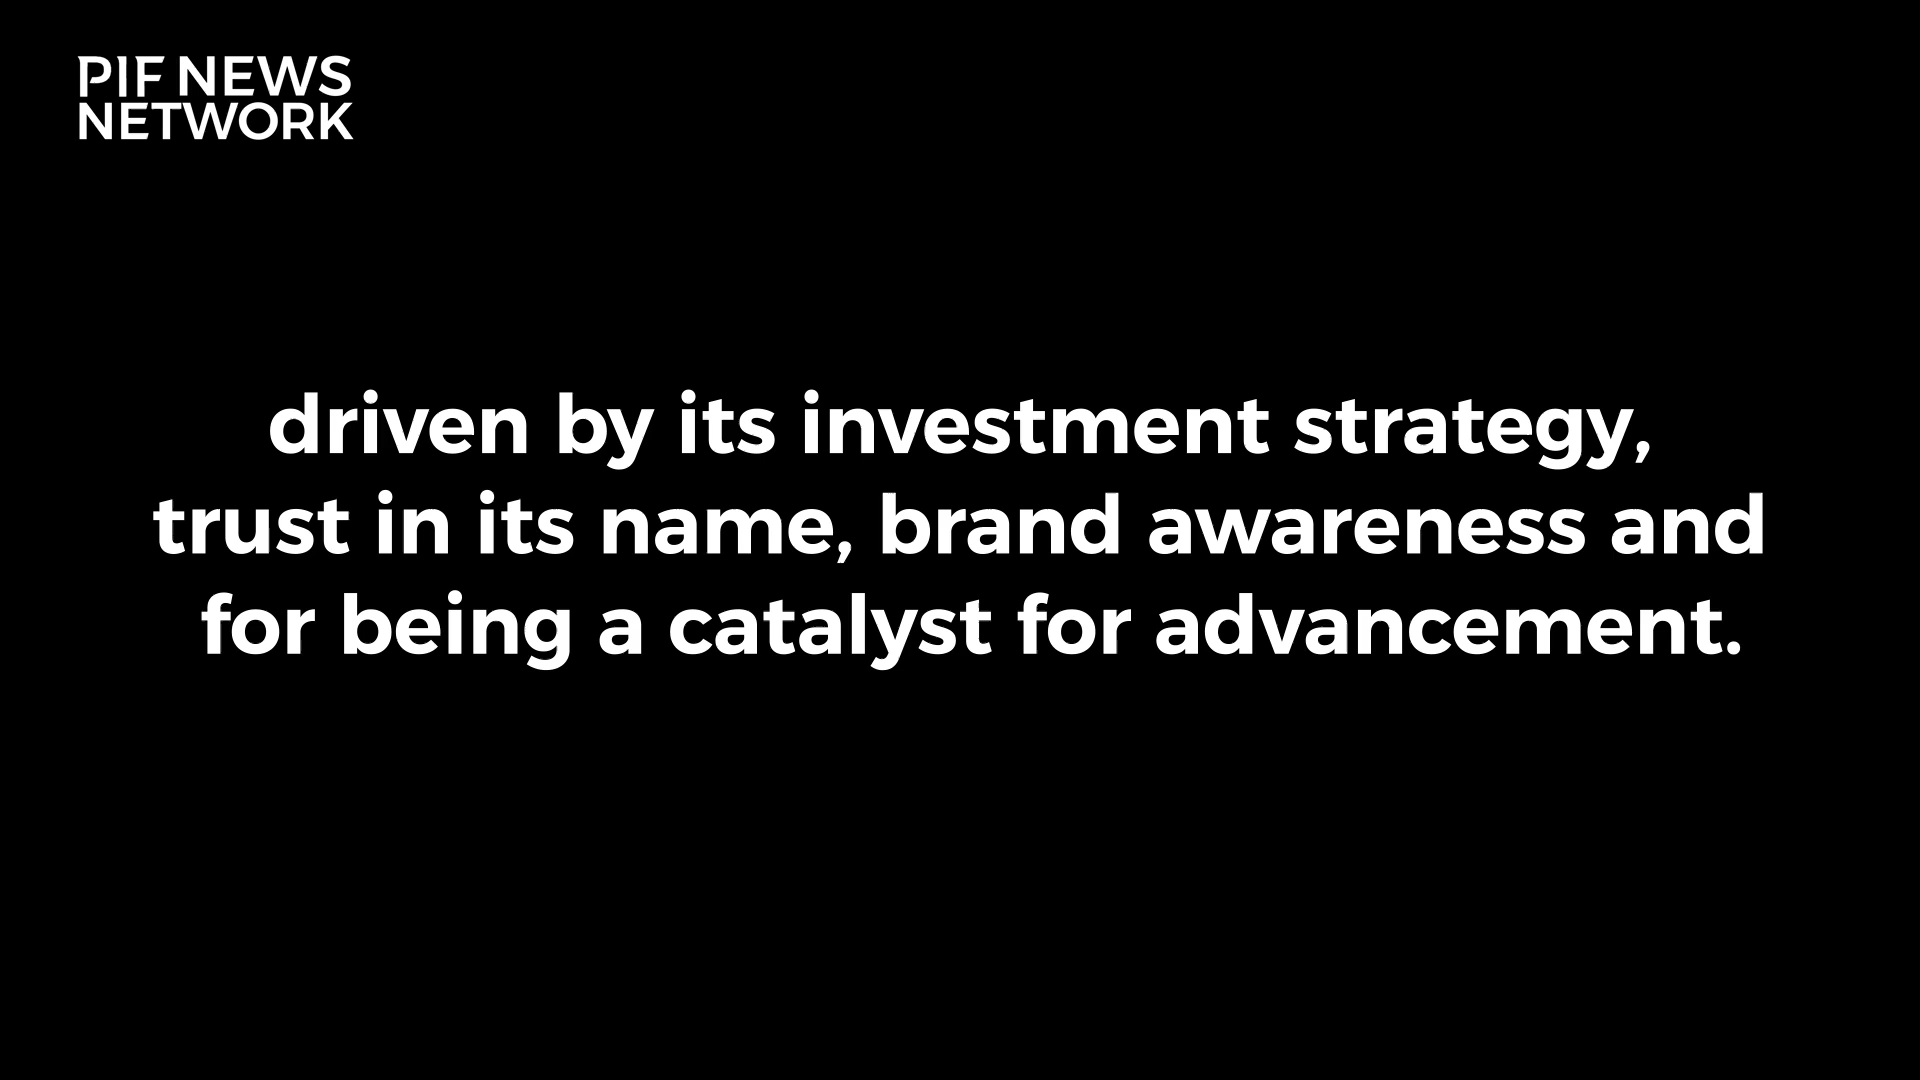 PIF NEWS
NETWORK
driven by its investment strategy,
trust in its name, brand awareness and
for being a catalyst for advancement.